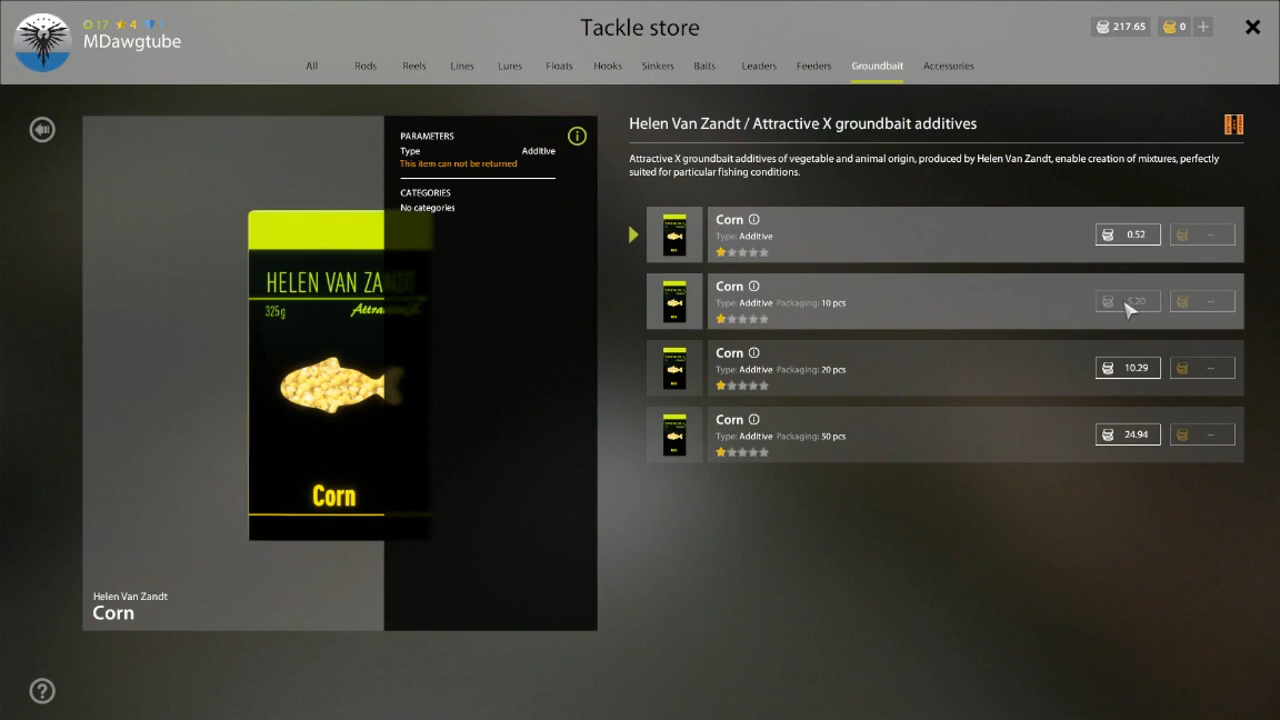 17 4 1
MDawgtube
Tackle store
217.65 0 +
All Rods Reels Lines Lures Floats Hooks Sinkers Baits Leaders Feeders Groundbait Accessories
PARAMETERS
Type Additive
This item can not be returned
CATEGORIES
No categories
HELEN VAN ZANDT
325g
Corn
Helen Van Zandt
Corn
Helen Van Zandt / Attractive X groundbait additives
Attractive X groundbait additives of vegetable and animal origin, produced by Helen Van Zandt, enable creation of mixtures, perfectly
suited for particular fishing conditions.
Corn
Type: Additive
0.52 --
Corn
Type: Additive Packaging: 10 pcs
5.20 --
Corn
Type: Additive Packaging: 20 pcs
10.29 --
Corn
Type: Additive Packaging: 50 pcs
24.94 --
?